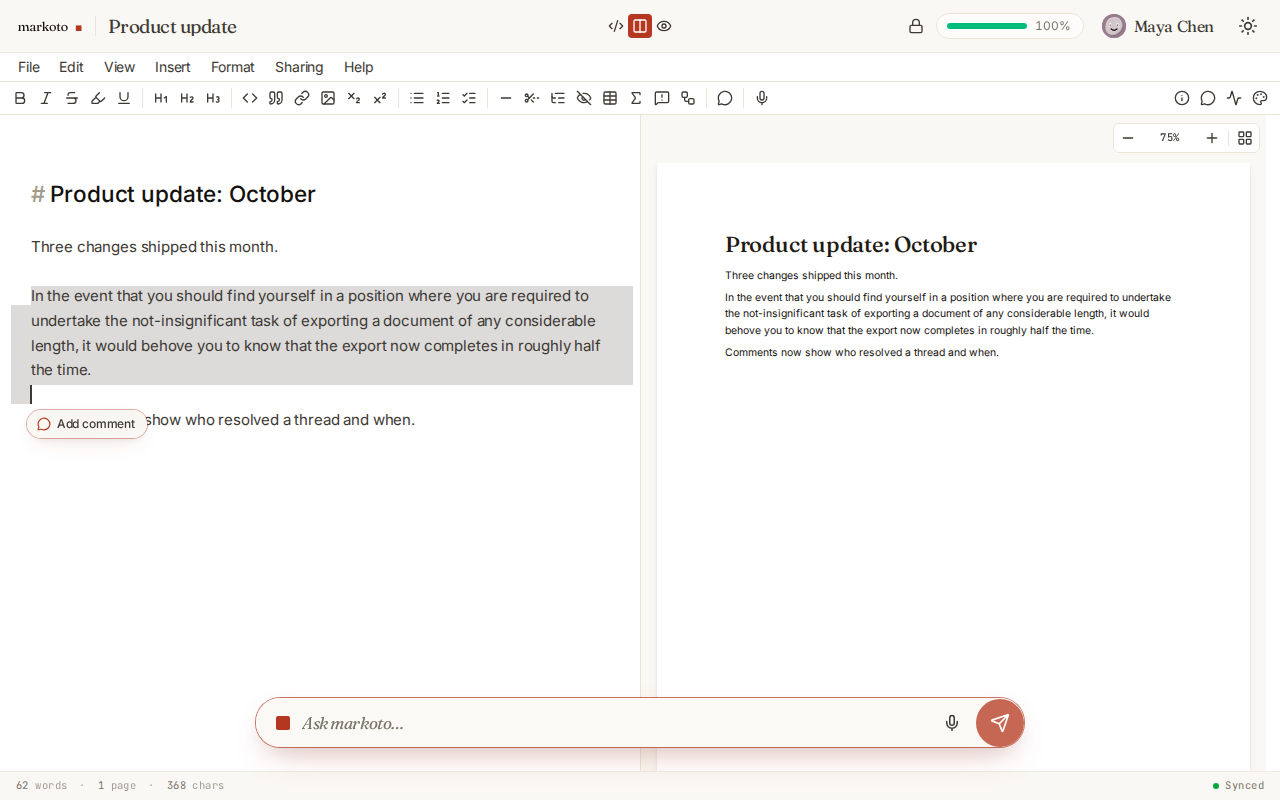 markoto
Product update
100%
Maya Chen
File Edit View Insert Format Sharing Help
H1 H2 H3
75%
# Product update: October
Three changes shipped this month.
In the event that you should find yourself in a position where you are required to
undertake the not-insignificant task of exporting a document of any considerable
length, it would behove you to know that the export now completes in roughly half
the time.
Add comment
show who resolved a thread and when.
Product update: October
Three changes shipped this month.
In the event that you should find yourself in a position where you are required to undertake
the not-insignificant task of exporting a document of any considerable length, it would
behove you to know that the export now completes in roughly half the time.
Comments now show who resolved a thread and when.
Ask markoto...
62 words · 1 page · 368 chars
Synced